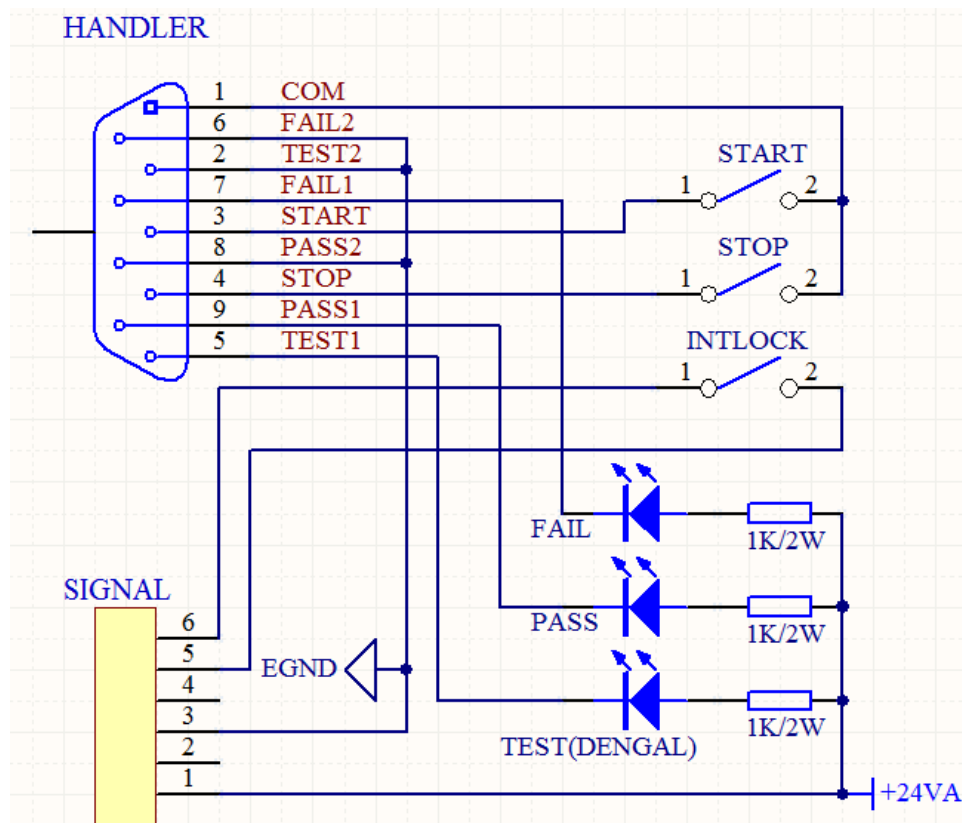 HANDLER
1 COM
6 FAIL2
2 TEST2
7 FAIL1
3 START
8 PASS2
4 STOP
9 PASS1
5 TEST1
START
1 2
STOP
1 2
INTLOCK
1 2
FAIL
1K/2W
PASS
1K/2W
TEST(DENGAL)
1K/2W
SIGNAL
6
5
4
3
2
1
EGND
+24VA